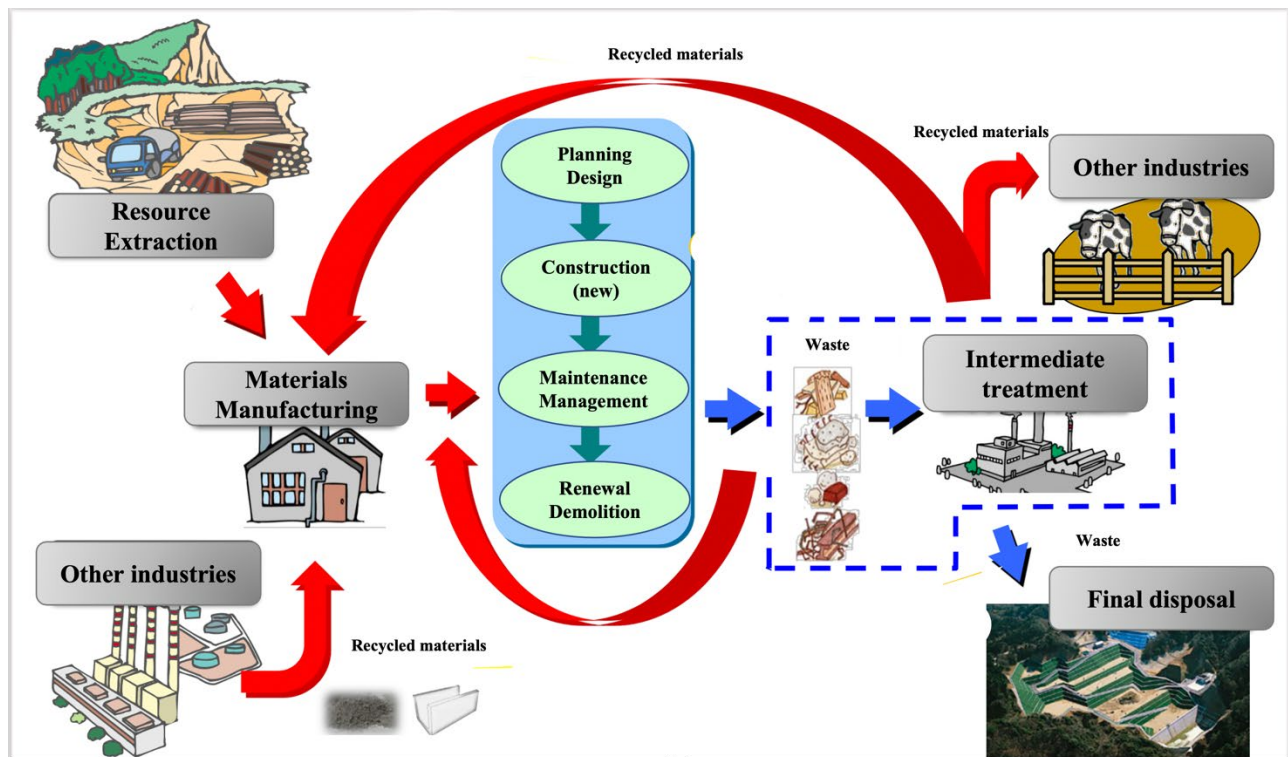 Recycled materials
Recycled materials
Other industries
Resource
Extraction
Planning
Design
Construction
(new)
Maintenance
Management
Renewal
Demolition
Materials
Manufacturing
Waste
Intermediate
treatment
Waste
Final disposal
Other industries
Recycled materials